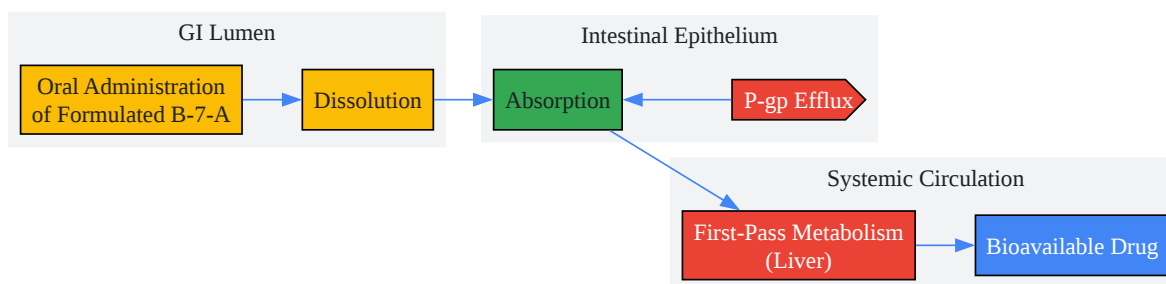 GI Lumen
Oral Administration
of Formulated B-7-A
Dissolution
Intestinal Epithelium
Absorption
P-gp Efflux
Systemic Circulation
First-Pass Metabolism
(Liver)
Bioavailable Drug